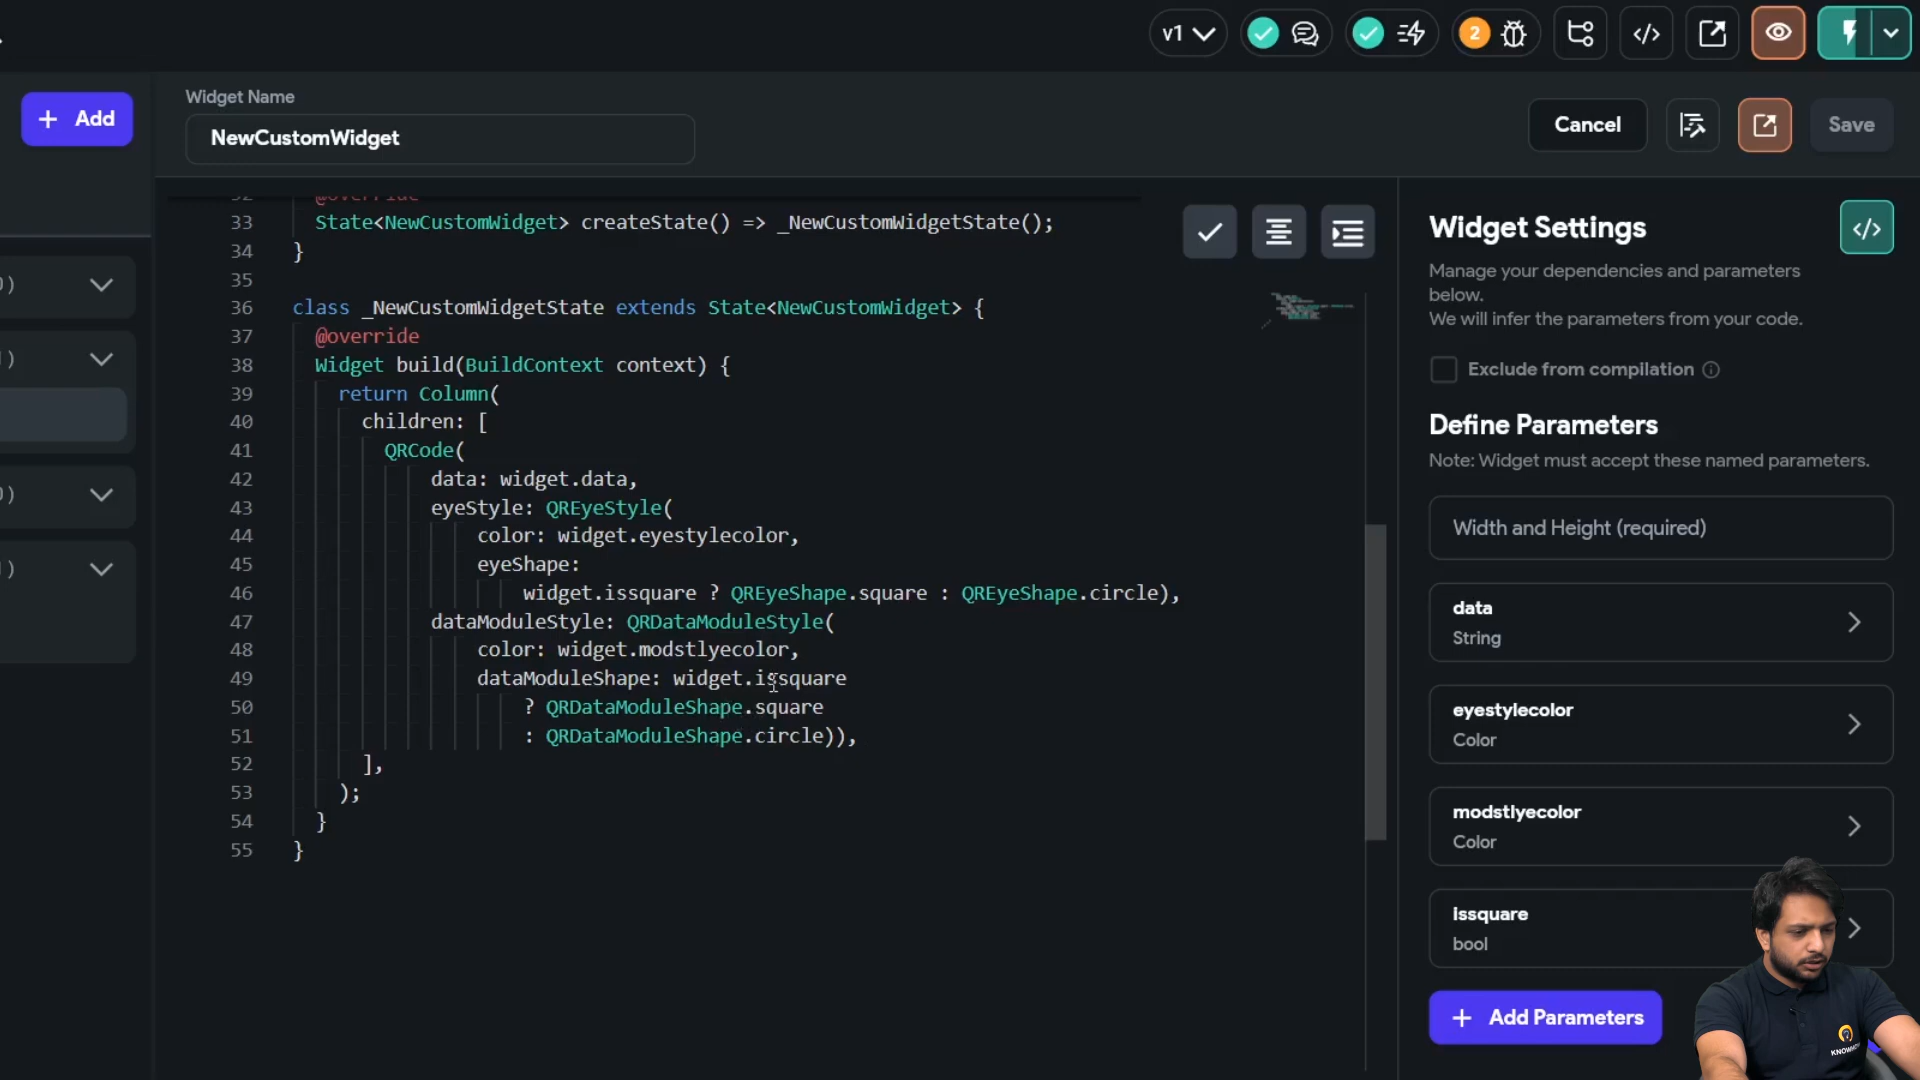 v1
2
Add
Widget Name
NewCustomWidget
Cancel
Save
32 @override
33 State<NewCustomWidget> createState() => _NewCustomWidgetState();
34 }
35
36 class _NewCustomWidgetState extends State<NewCustomWidget> {
37 @override
38 Widget build(BuildContext context) {
39 return Column(
40 children: [
41 QRCode(
42 data: widget.data,
43 eyeStyle: QREyeStyle(
44 color: widget.eyestylecolor,
45 eyeShape:
46 widget.issquare ? QREyeShape.square : QREyeShape.circle),
47 dataModuleStyle: QRDataModuleStyle(
48 color: widget.modstlyecolor,
49 dataModuleShape: widget.issquare
50 ? QRDataModuleShape.square
51 : QRDataModuleShape.circle)),
52 ],
53 );
54 }
55 }
Widget Settings
Manage your dependencies and parameters
below.
We will infer the parameters from your code.
Exclude from compilation
Define Parameters
Note: Widget must accept these named parameters.
Width and Height (required)
data
String
eyestylecolor
Color
modstlyecolor
Color
issquare
bool
Add Parameters